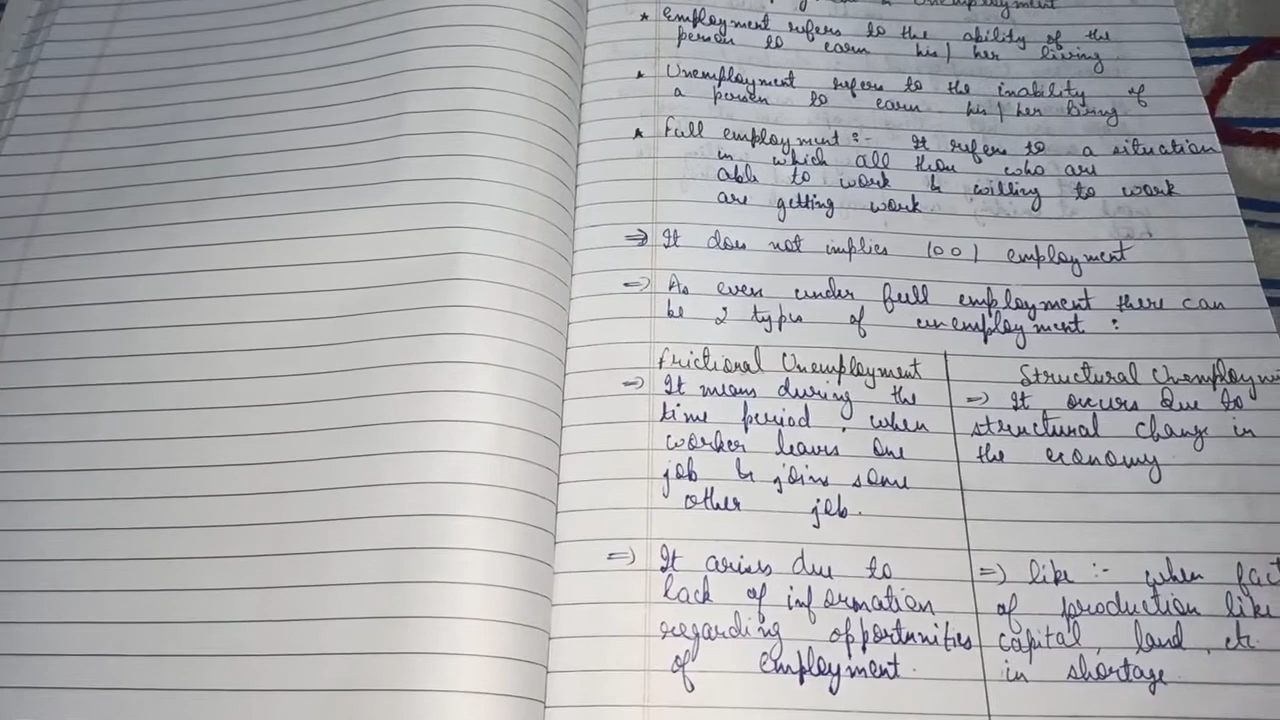 Unemployment
* Employment refers to the ability of the
person to earn his/her living
* Unemployment refers to the inability of
a person to earn his/her living
* Full employment :- It refers to a situation
in which all those who are
able to work & willing to work
are getting work
=> It does not implies 100% employment
=> As even under full employment there can
be 2 types of unemployment :
Frictional Unemployment
=> It means during the
time period, when
worker leaves one
job & joins some
other job.
=> It arises due to
lack of information
regarding opportunities
of employment.
Structural Unemploym
=> It occurs due to
structural change in
the economy
=> like :- when fact
of production like
capital, land, etc
in shortage